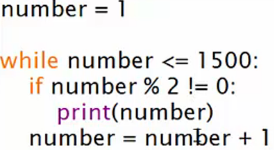 number = 1
while number <= 1500:
if number % 2 != 0:
print(number)
number = number + 1